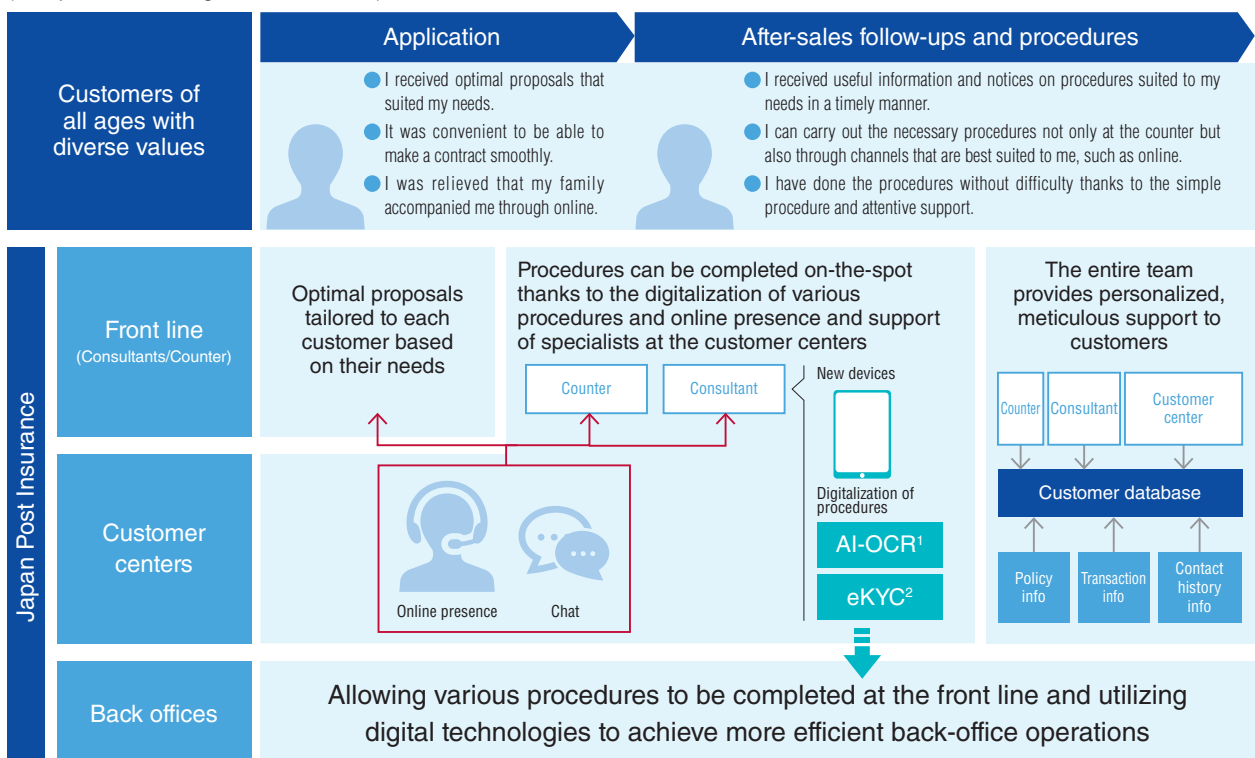 Application
After-sales follow-ups and procedures
Customers of
all ages with
diverse values
I received optimal proposals that
suited my needs.
It was convenient to be able to
make a contract smoothly.
I was relieved that my family
accompanied me through online.
I received useful information and notices on procedures suited to my
needs in a timely manner.
I can carry out the necessary procedures not only at the counter but
also through channels that are best suited to me, such as online.
I have done the procedures without difficulty thanks to the simple
procedure and attentive support.
Japan Post Insurance
Front line
(Consultants/Counter)
Optimal proposals
tailored to each
customer based
on their needs
Procedures can be completed on-the-spot
thanks to the digitalization of various
procedures and online presence and support
of specialists at the customer centers
Counter
Consultant
New devices
Digitalization of
procedures
AI-OCR¹
eKYC²
The entire team
provides personalized,
meticulous support to
customers
Counter
Consultant
Customer
center
Customer database
Policy
info
Transaction
info
Contact
history
info
Customer
centers
Online presence
Chat
Back offices
Allowing various procedures to be completed at the front line and utilizing
digital technologies to achieve more efficient back-office operations